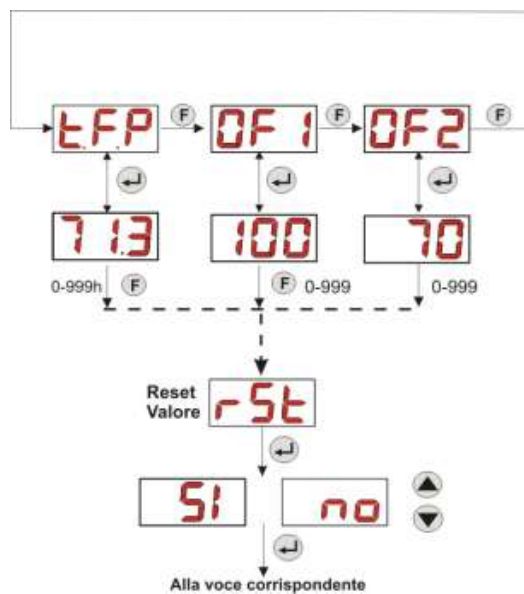 t.F.P. F OF1 F OF2 F
71.3 100 70
0-999h F F 0-999 0-999
Reset
Valore
rSt
SI no
Alla voce corrispondente